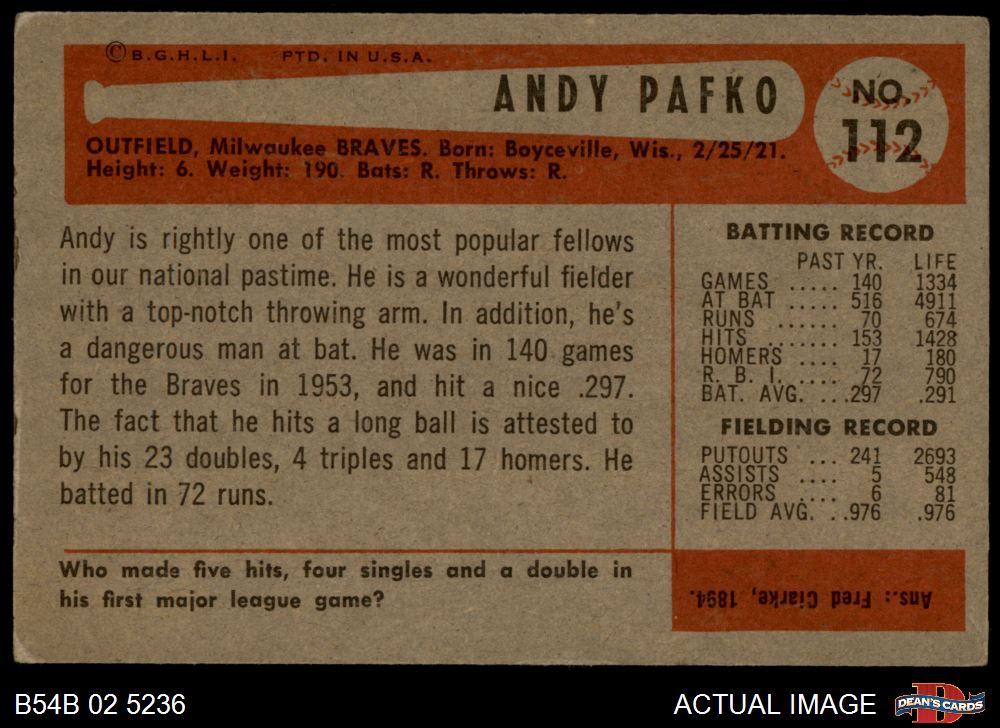 ©B.G.H.L.I. PTD. IN U.S.A.
ANDY PAFKO
NO.
112
OUTFIELD, Milwaukee BRAVES. Born: Boyceville, Wis., 2/25/21.
Height: 6. Weight: 190. Bats: R. Throws: R.
Andy is rightly one of the most popular fellows
in our national pastime. He is a wonderful fielder
with a top-notch throwing arm. In addition, he's
a dangerous man at bat. He was in 140 games
for the Braves in 1953, and hit a nice .297.
The fact that he hits a long ball is attested to
by his 23 doubles, 4 triples and 17 homers. He
batted in 72 runs.
BATTING RECORD
PAST YR. LIFE
GAMES ..... 140 1334
AT BAT ..... 516 4911
RUNS ...... 70 674
HITS ....... 153 1428
HOMERS .... 17 180
R. B. I. ..... 72 790
BAT. AVG. ...297 .291
FIELDING RECORD
PUTOUTS ... 241 2693
ASSISTS .... 5 548
ERRORS .... 6 81
FIELD AVG. ..976 .976
Who made five hits, four singles and a double in
his first major league game?
Ans.: Fred Clarke, 1894.
B54B 02 5236
ACTUAL IMAGE
D
DEAN'S CARDS